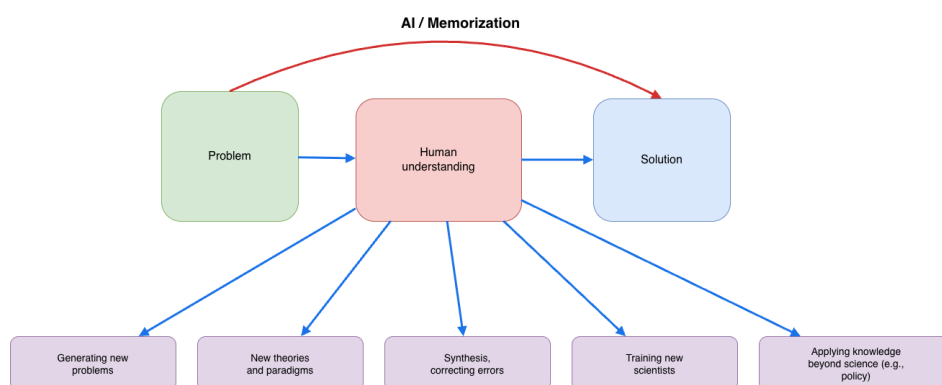 AI / Memorization
Problem
Human
understanding
Solution
Generating new
problems
New theories
and paradigms
Synthesis,
correcting errors
Training new
scientists
Applying knowledge
beyond science (e.g.,
policy)